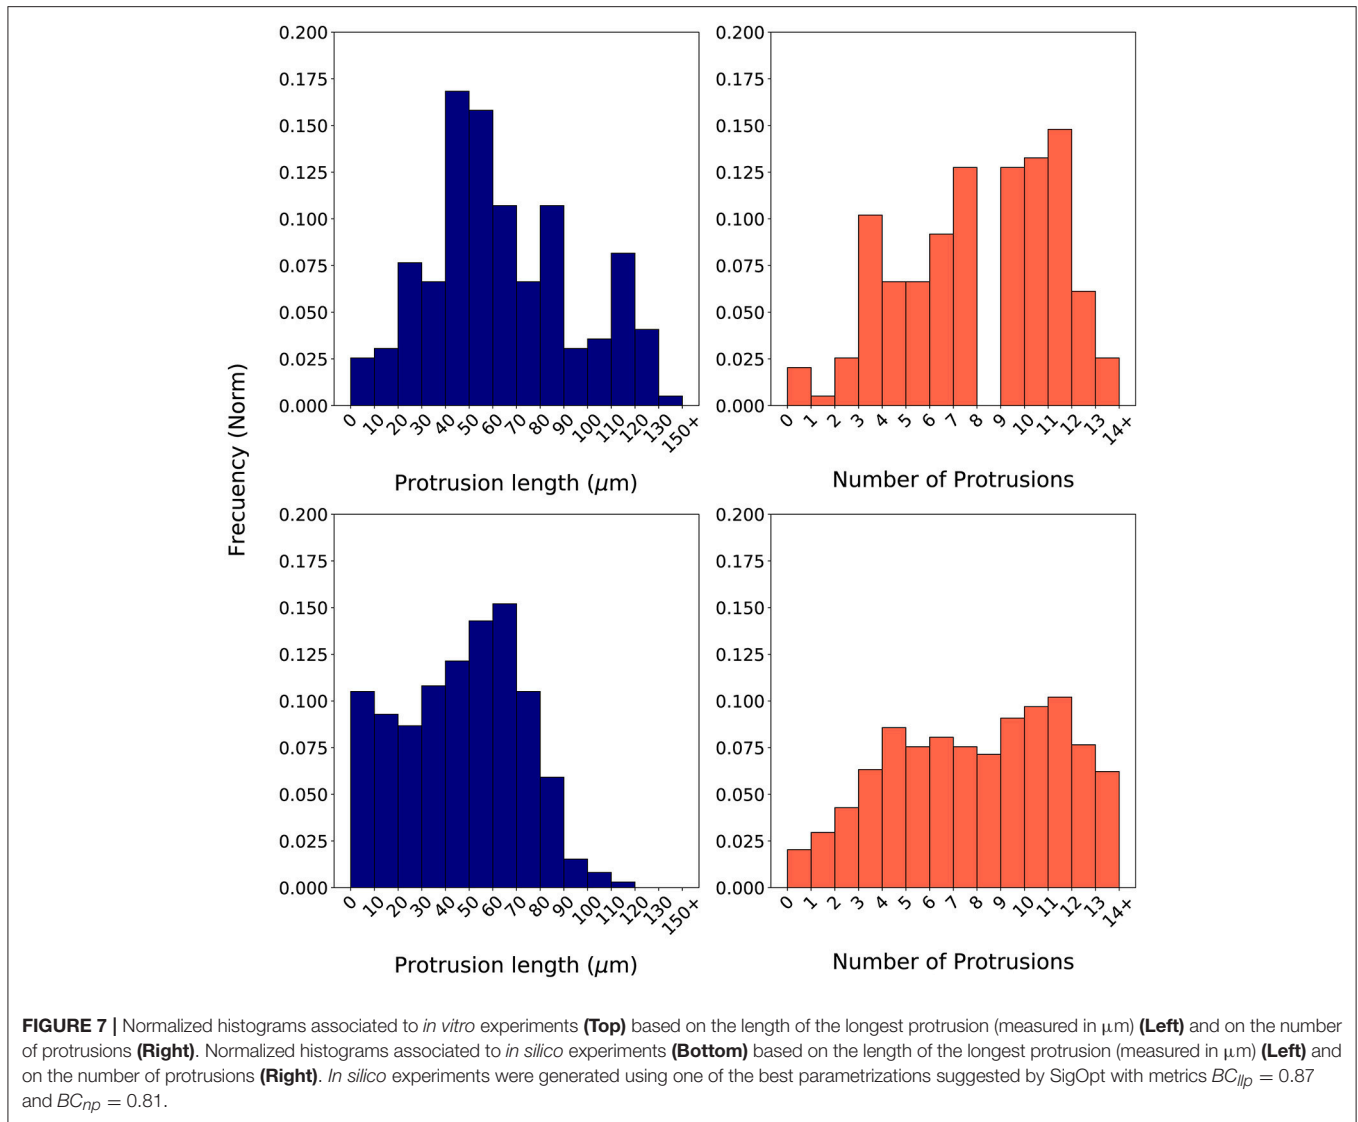 0.200
0.175
0.150
0.125
0.100
0.075
0.050
0.025
0.000
0 10 20 30 40 50 60 70 80 90 100 110 120 130 150+
Protrusion length (μm)
0.200
0.175
0.150
0.125
0.100
0.075
0.050
0.025
0.000
0 1 2 3 4 5 6 7 8 9 10 11 12 13 14+
Number of Protrusions
Frecuency (Norm)
0.200
0.175
0.150
0.125
0.100
0.075
0.050
0.025
0.000
0 10 20 30 40 50 60 70 80 90 100 110 120 130 150+
Protrusion length (μm)
0.200
0.175
0.150
0.125
0.100
0.075
0.050
0.025
0.000
0 1 2 3 4 5 6 7 8 9 10 11 12 13 14+
Number of Protrusions
FIGURE 7 | Normalized histograms associated to in vitro experiments (Top) based on the length of the longest protrusion (measured in μm) (Left) and on the number
of protrusions (Right). Normalized histograms associated to in silico experiments (Bottom) based on the length of the longest protrusion (measured in μm) (Left) and
on the number of protrusions (Right). In silico experiments were generated using one of the best parametrizations suggested by SigOpt with metrics BCllp = 0.87
and BCnp = 0.81.